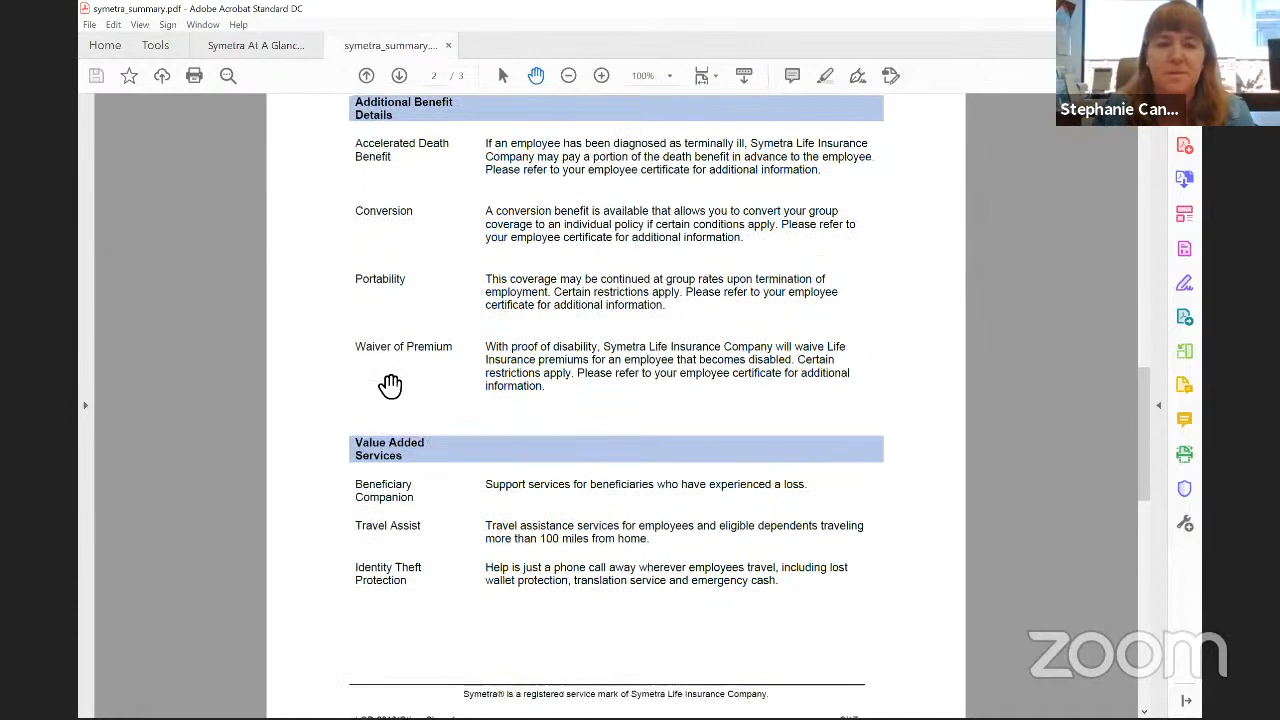 symetra_summary.pdf - Adobe Acrobat Standard DC
File Edit View Sign Window Help
Home Tools Symetra At A Glanc... symetra_summary.... ×
2 / 3 100%
Stephanie Can...
Additional Benefit
Details
Accelerated Death
Benefit
If an employee has been diagnosed as terminally ill, Symetra Life Insurance
Company may pay a portion of the death benefit in advance to the employee.
Please refer to your employee certificate for additional information.
Conversion
A conversion benefit is available that allows you to convert your group
coverage to an individual policy if certain conditions apply. Please refer to
your employee certificate for additional information.
Portability
This coverage may be continued at group rates upon termination of
employment. Certain restrictions apply. Please refer to your employee
certificate for additional information.
Waiver of Premium
With proof of disability, Symetra Life Insurance Company will waive Life
Insurance premiums for an employee that becomes disabled. Certain
restrictions apply. Please refer to your employee certificate for additional
information.
Value Added
Services
Beneficiary
Companion
Support services for beneficiaries who have experienced a loss.
Travel Assist
Travel assistance services for employees and eligible dependents traveling
more than 100 miles from home.
Identity Theft
Protection
Help is just a phone call away wherever employees travel, including lost
wallet protection, translation service and emergency cash.
zoom
Symetra® is a registered service mark of Symetra Life Insurance Company.